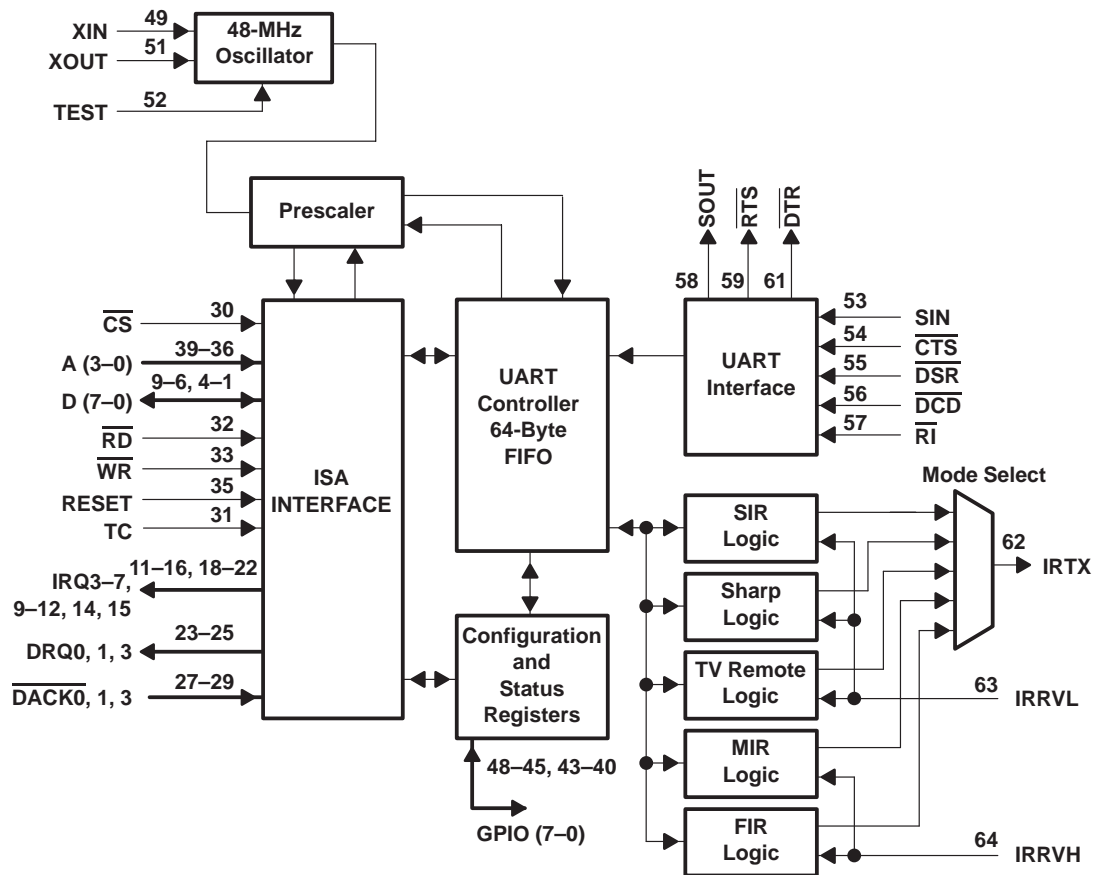 XIN
49
XOUT
51
TEST
52
48-MHz
Oscillator
Prescaler
SOUT
RTS
DTR
58
59
61
CS
30
A (3–0)
39–36
D (7–0)
9–6, 4–1
RD
32
WR
33
RESET
35
TC
31
IRQ3–7,
9–12, 14, 15
11–16, 18–22
DRQ0, 1, 3
23–25
DACK0, 1, 3
27–29
ISA
INTERFACE
UART
Controller
64-Byte
FIFO
UART
Interface
53
SIN
54
CTS
55
DSR
56
DCD
57
RI
Configuration
and
Status
Registers
48–45, 43–40
GPIO (7–0)
Mode Select
SIR
Logic
Sharp
Logic
TV Remote
Logic
MIR
Logic
FIR
Logic
62
IRTX
63
IRRVL
64
IRRVH